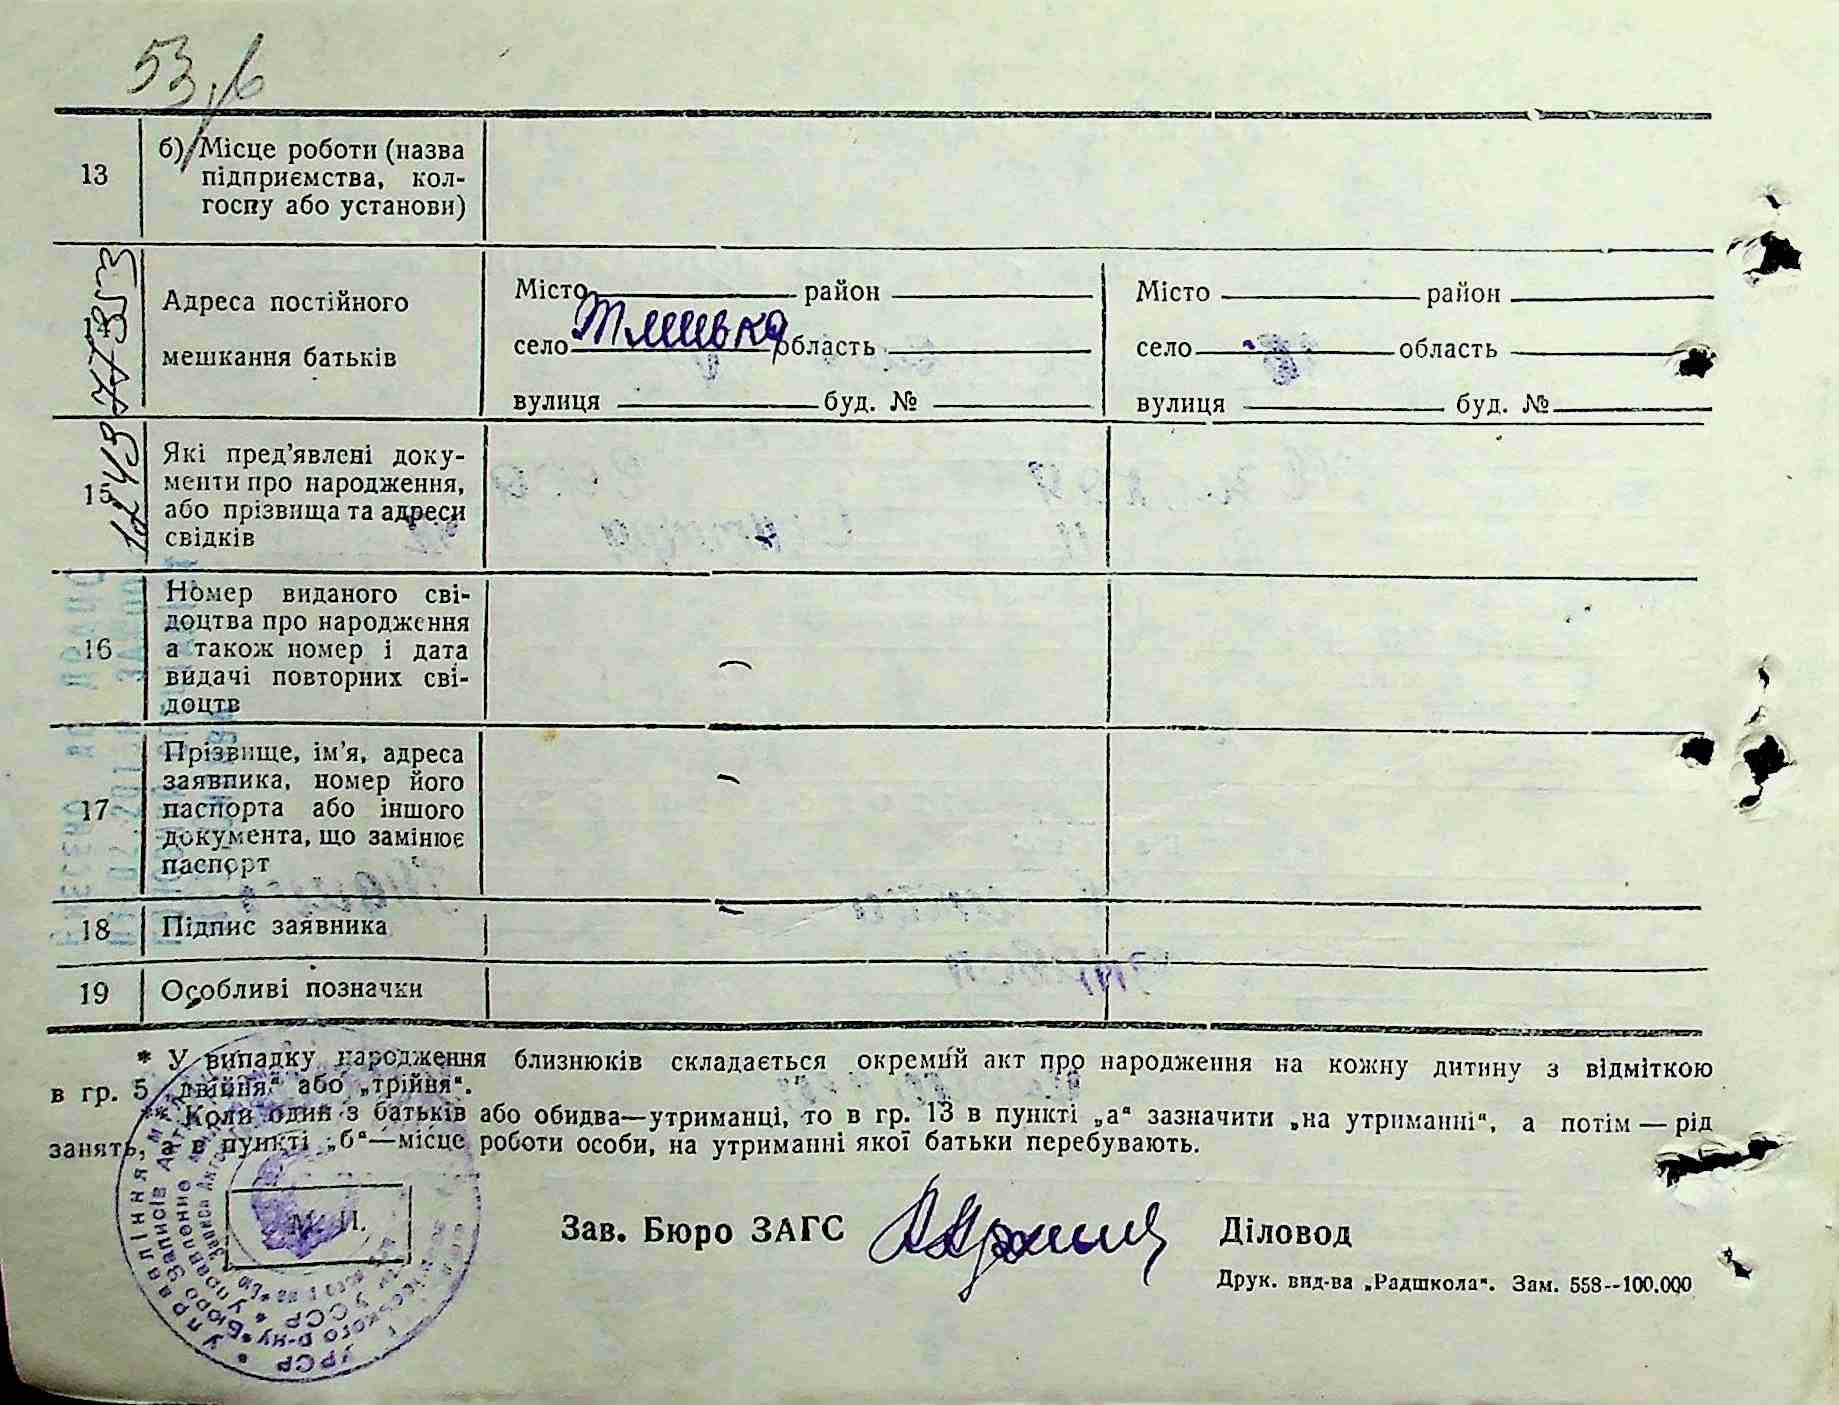 13
б) Місце роботи (назва
підприємства, кол-
госпу або установи)
14
Адреса постійного
мешкання батьків
Місто район
село Тлицька область
вулиця буд. №
Місто район
село область
вулиця буд. №
15
Які пред'явлені доку-
менти про народження,
або прізвища та адреси
свідків
16
Номер виданого сві-
доцтва про народження
а також номер і дата
видачі повторних сві-
доцтв
17
Прізвище, ім'я, адреса
заявника, номер його
паспорта або іншого
документа, що замінює
паспорт
18 Підпис заявника
19 Особливі позначки
* У випадку народження близнюків складається окремий акт про народження на кожну дитину з відміткою
в гр. 5 „двійня“ або „трійня“.
** Коли один з батьків або обидва—утриманці, то в гр. 13 в пункті „а“ зазначити „на утриманні“, а потім — рід
занять, а в пункті „б“—місце роботи особи, на утриманні якої батьки перебувають.
М. П.
Зав. Бюро ЗАГС
Діловод
Друк. вид-ва „Радшкола“. Зам. 558--100.000